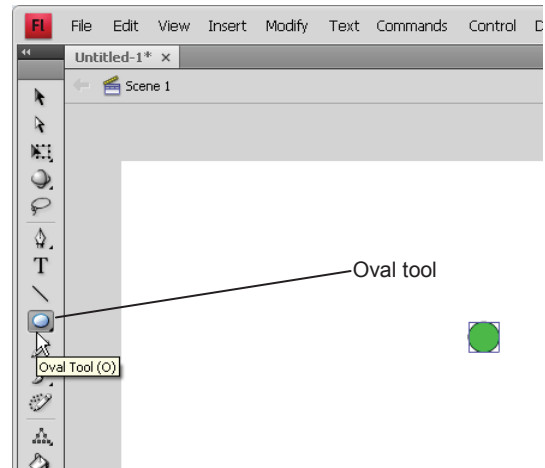 FL File Edit View Insert Modify Text Commands Control D
Untitled-1* ×
Scene 1
T
Oval tool
Oval Tool (O)